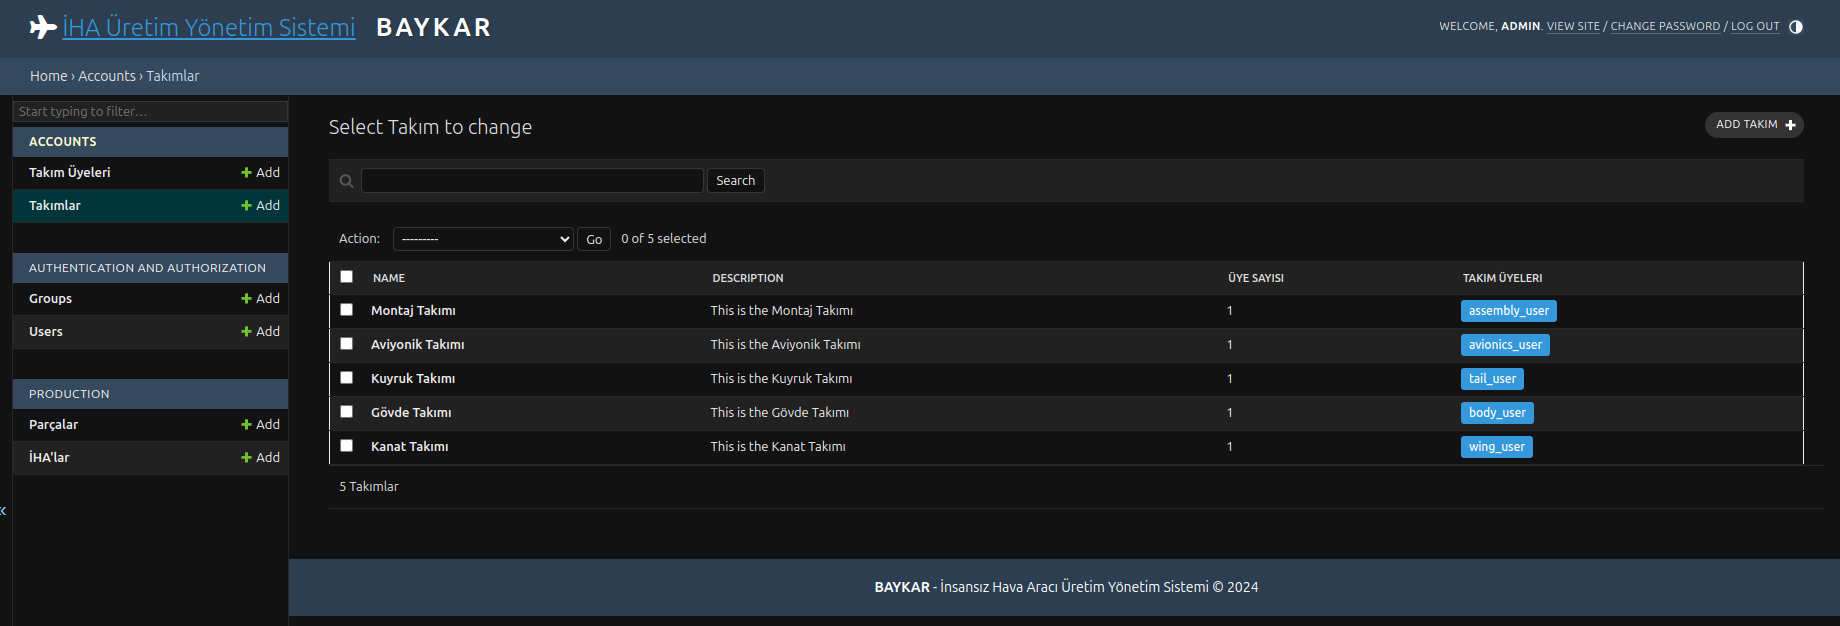 İHA Üretim Yönetim Sistemi BAYKAR
WELCOME, ADMIN. VIEW SITE / CHANGE PASSWORD / LOG OUT
Home › Accounts › Takımlar
Start typing to filter...
ACCOUNTS
Takım Üyeleri + Add
Takımlar + Add
AUTHENTICATION AND AUTHORIZATION
Groups + Add
Users + Add
PRODUCTION
Parçalar + Add
İHA'lar + Add
«
Select Takım to change
ADD TAKIM +
Search
Action: --------- Go 0 of 5 selected
NAME DESCRIPTION ÜYE SAYISI TAKIM ÜYELERI
Montaj Takımı This is the Montaj Takımı 1 assembly_user
Aviyonik Takımı This is the Aviyonik Takımı 1 avionics_user
Kuyruk Takımı This is the Kuyruk Takımı 1 tail_user
Gövde Takımı This is the Gövde Takımı 1 body_user
Kanat Takımı This is the Kanat Takımı 1 wing_user
5 Takımlar
BAYKAR - İnsansız Hava Aracı Üretim Yönetim Sistemi © 2024